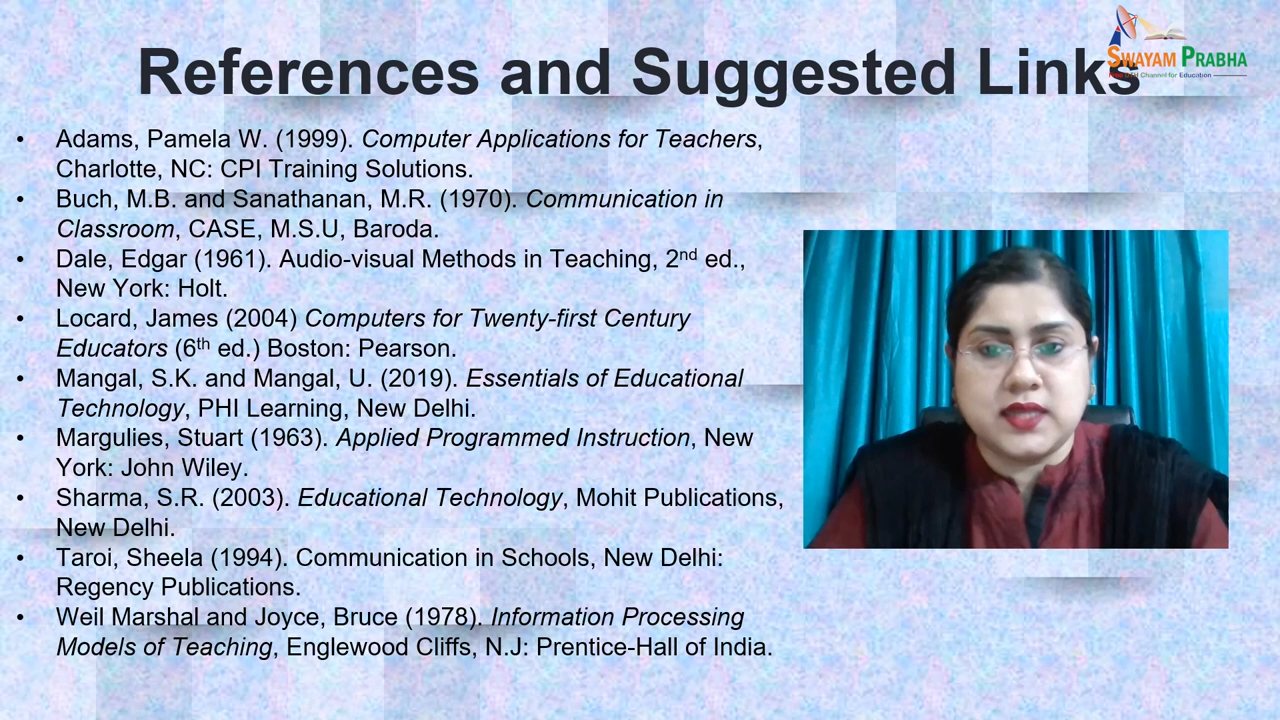 References and Suggested Links
SWAYAM PRABHA
Free DTH Channel for Education
• Adams, Pamela W. (1999). Computer Applications for Teachers,
Charlotte, NC: CPI Training Solutions.
• Buch, M.B. and Sanathanan, M.R. (1970). Communication in
Classroom, CASE, M.S.U, Baroda.
• Dale, Edgar (1961). Audio-visual Methods in Teaching, 2nd ed.,
New York: Holt.
• Locard, James (2004) Computers for Twenty-first Century
Educators (6th ed.) Boston: Pearson.
• Mangal, S.K. and Mangal, U. (2019). Essentials of Educational
Technology, PHI Learning, New Delhi.
• Margulies, Stuart (1963). Applied Programmed Instruction, New
York: John Wiley.
• Sharma, S.R. (2003). Educational Technology, Mohit Publications,
New Delhi.
• Taroi, Sheela (1994). Communication in Schools, New Delhi:
Regency Publications.
• Weil Marshal and Joyce, Bruce (1978). Information Processing
Models of Teaching, Englewood Cliffs, N.J: Prentice-Hall of India.